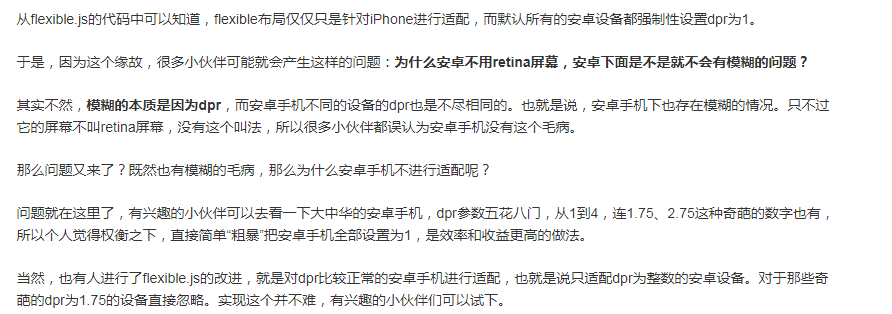 从flexible.js的代码中可以知道，flexible布局仅仅只是针对iPhone进行适配，而默认所有的安卓设备都强制性设置dpr为1。
于是，因为这个缘故，很多小伙伴可能就会产生这样的问题：为什么安卓不用retina屏幕，安卓下面是不是就不会有模糊的问题？
其实不然，模糊的本质是因为dpr，而安卓手机不同的设备的dpr也是不尽相同的。也就是说，安卓手机下也存在模糊的情况。只不过
它的屏幕不叫retina屏幕，没有这个叫法，所以很多小伙伴都误认为安卓手机没有这个毛病。
那么问题又来了？既然也有模糊的毛病，那么为什么安卓手机不进行适配呢？
问题就在这里了，有兴趣的小伙伴可以去看一下大中华的安卓手机，dpr参数五花八门，从1到4，连1.75、2.75这种奇葩的数字也有，
所以个人觉得权衡之下，直接简单“粗暴”把安卓手机全部设置为1，是效率和收益更高的做法。
当然，也有人进行了flexible.js的改进，就是对dpr比较正常的安卓手机进行适配，也就是说只适配dpr为整数的安卓设备。对于那些奇
葩的dpr为1.75的设备直接忽略。实现这个并不难，有兴趣的小伙伴们可以试下。